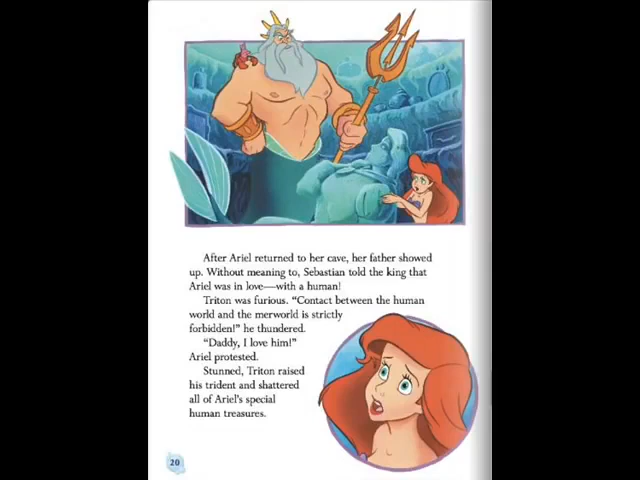 After Ariel returned to her cave, her father showed
up. Without meaning to, Sebastian told the king that
Ariel was in love—with a human!
Triton was furious. “Contact between the human
world and the merworld is strictly
forbidden!” he thundered.
“Daddy, I love him!”
Ariel protested.
Stunned, Triton raised
his trident and shattered
all of Ariel’s special
human treasures.
20